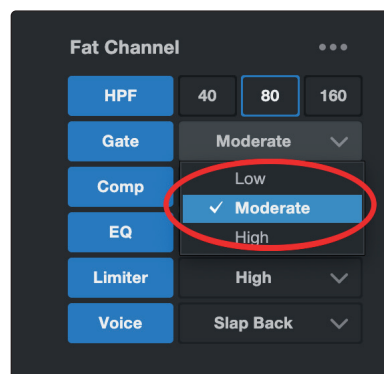 Fat Channel
HPF 40 80 160
Gate Moderate
Low
Comp
Moderate
EQ
High
Limiter High
Voice Slap Back